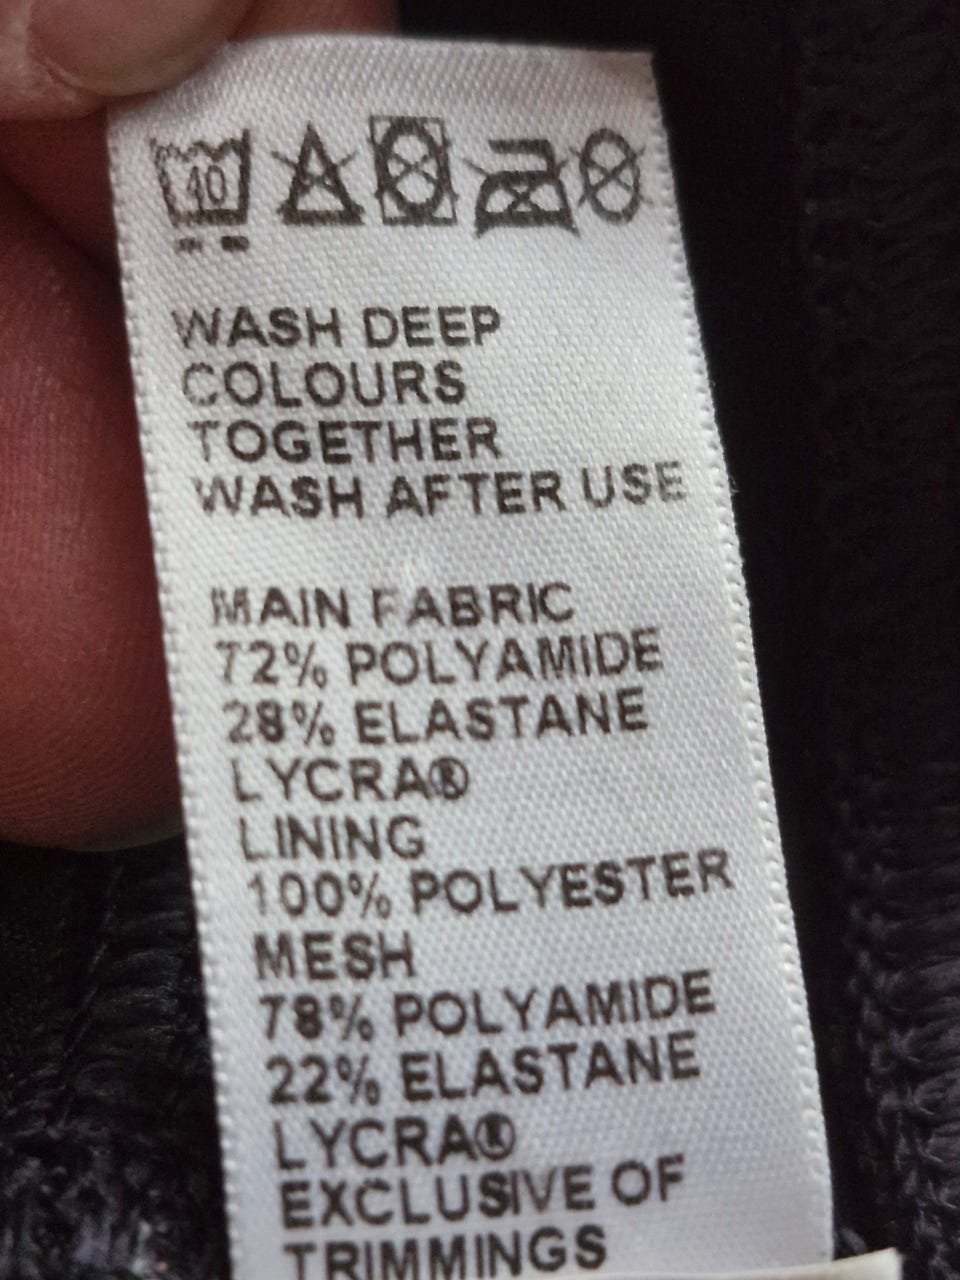 40
WASH DEEP
COLOURS
TOGETHER
WASH AFTER USE
MAIN FABRIC
72% POLYAMIDE
28% ELASTANE
LYCRA®
LINING
100% POLYESTER
MESH
78% POLYAMIDE
22% ELASTANE
LYCRA®
EXCLUSIVE OF
TRIMMINGS